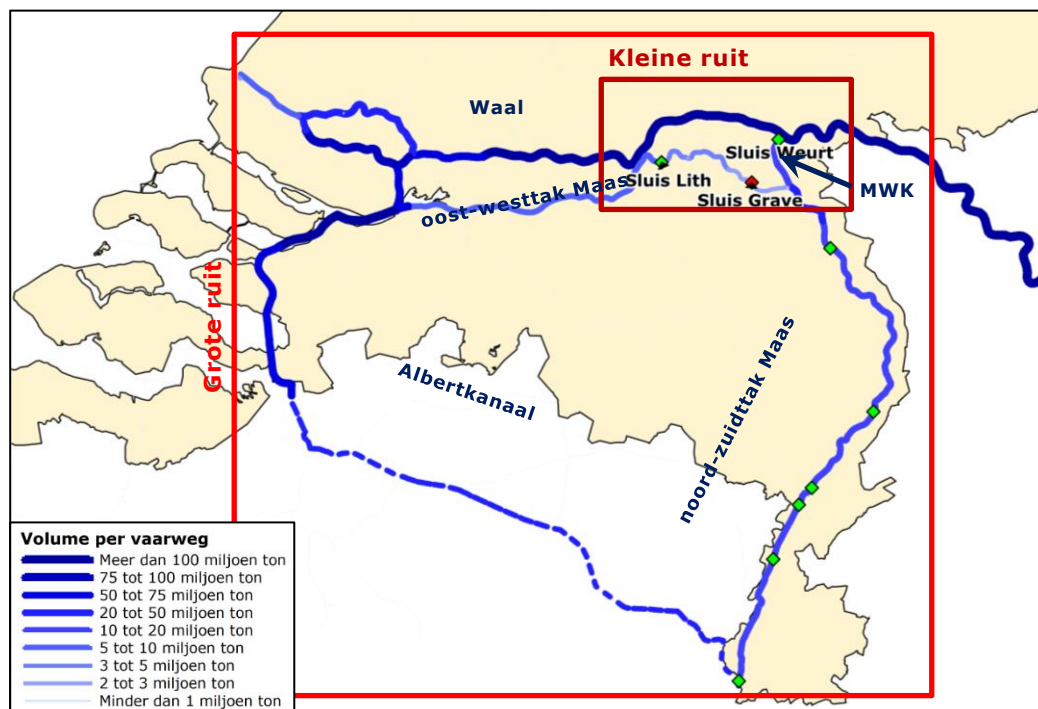 Kleine ruit
Waal
Sluis Weurt
Sluis Lith
MWK
Sluis Grave
oost-westtak Maas
Grote ruit
Albertkanaal
noord-zuidttak Maas
Volume per vaarweg
Meer dan 100 miljoen ton
75 tot 100 miljoen ton
50 tot 75 miljoen ton
20 tot 50 miljoen ton
10 tot 20 miljoen ton
5 tot 10 miljoen ton
3 tot 5 miljoen ton
2 tot 3 miljoen ton
Minder dan 1 miljoen ton